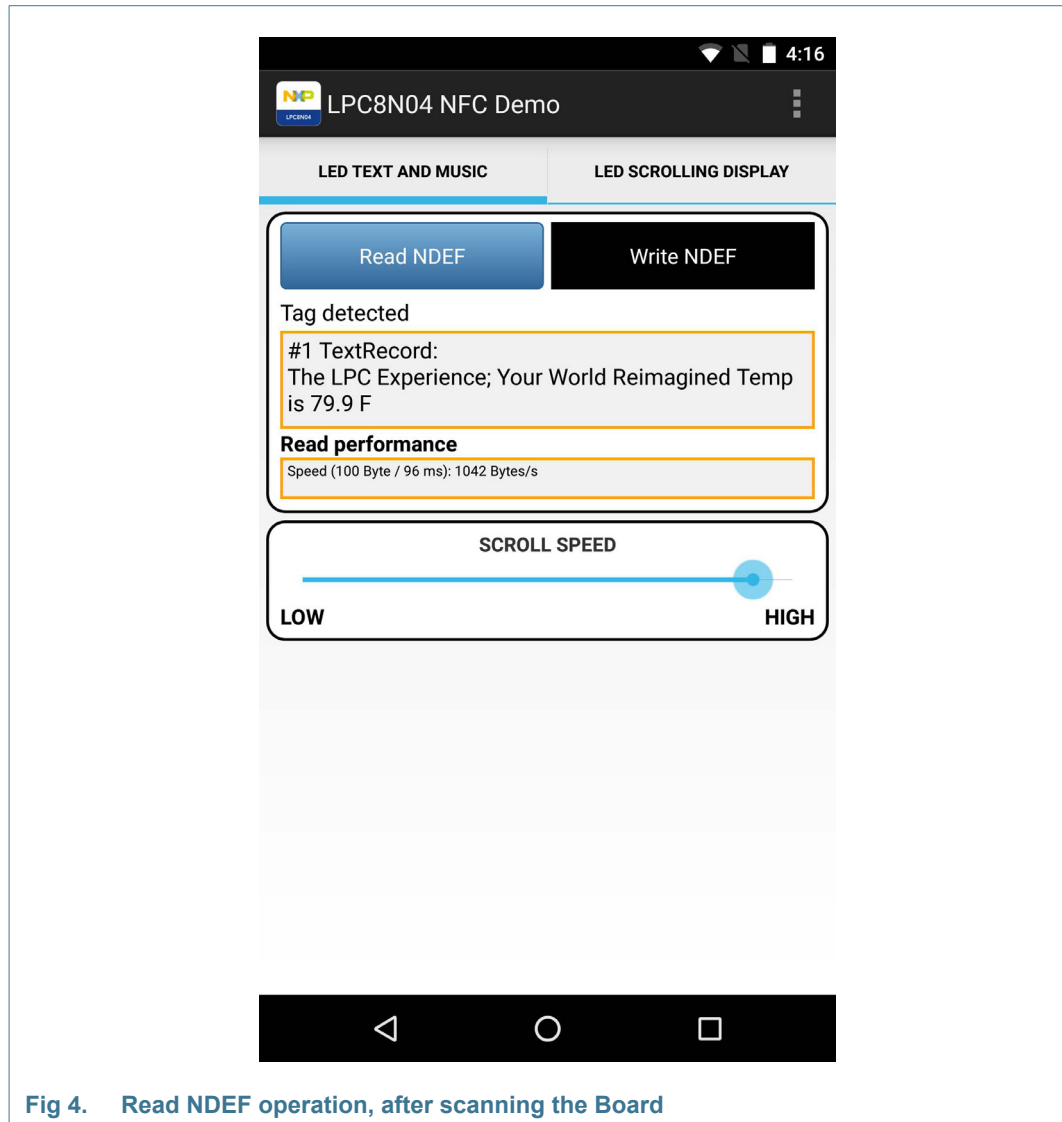 4:16
NXP
LPC8N04
LPC8N04 NFC Demo
LED TEXT AND MUSIC LED SCROLLING DISPLAY
Read NDEF Write NDEF
Tag detected
#1 TextRecord:
The LPC Experience; Your World Reimagined Temp
is 79.9 F
Read performance
Speed (100 Byte / 96 ms): 1042 Bytes/s
SCROLL SPEED
LOW HIGH
Fig 4. Read NDEF operation, after scanning the Board